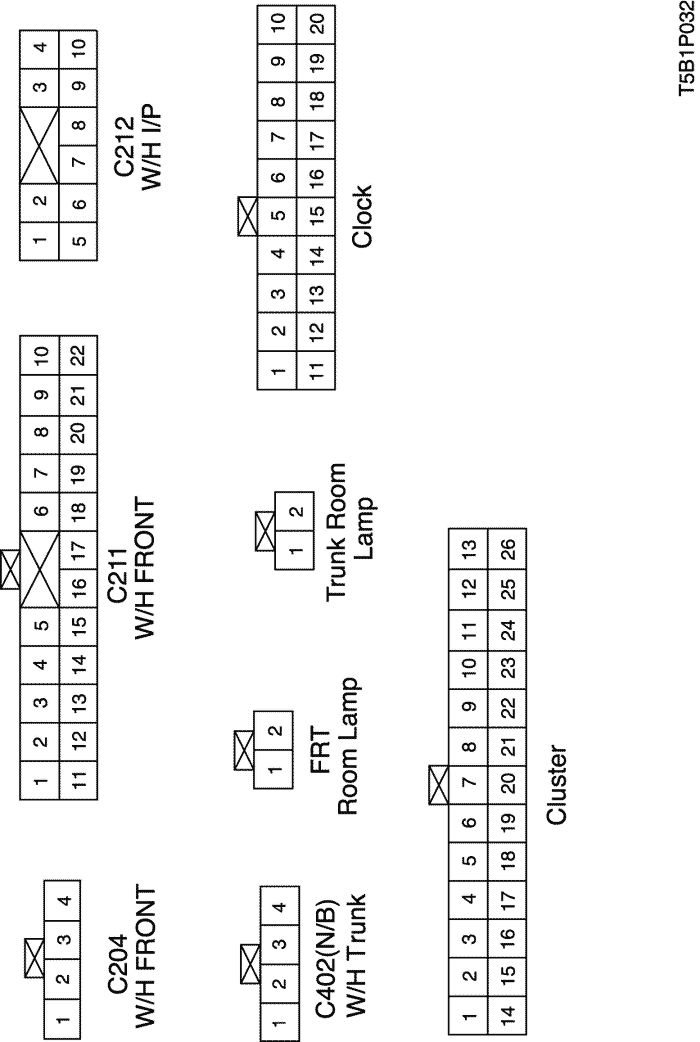 1 2 3 4
C204
W/H FRONT
1 2 3 4 5 6 7 8 9 10
11 12 13 14 15 16 17 18 19 20 21 22
C211
W/H FRONT
1 2 3 4
5 6 7 8 9 10
C212
W/H I/P
1 2 3 4
C402(N/B)
W/H Trunk
1 2
FRT
Room Lamp
1 2
Trunk Room
Lamp
1 2 3 4 5 6 7 8 9 10
11 12 13 14 15 16 17 18 19 20
Clock
1 2 3 4 5 6 7 8 9 10 11 12 13
14 15 16 17 18 19 20 21 22 23 24 25 26
Cluster
T5B1P032